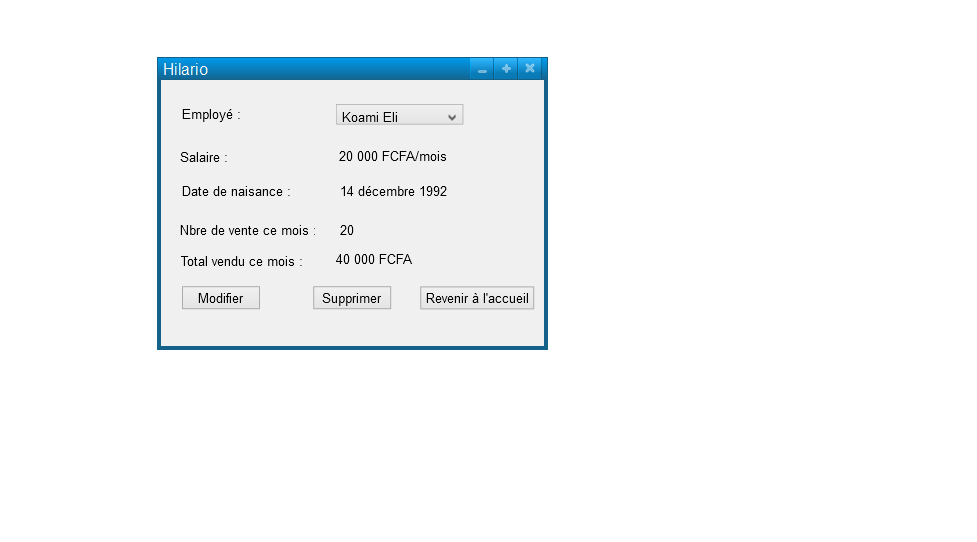 Hilario
Employé : Koami Eli
Salaire : 20 000 FCFA/mois
Date de naisance : 14 décembre 1992
Nbre de vente ce mois : 20
Total vendu ce mois : 40 000 FCFA
Modifier Supprimer Revenir à l'accueil